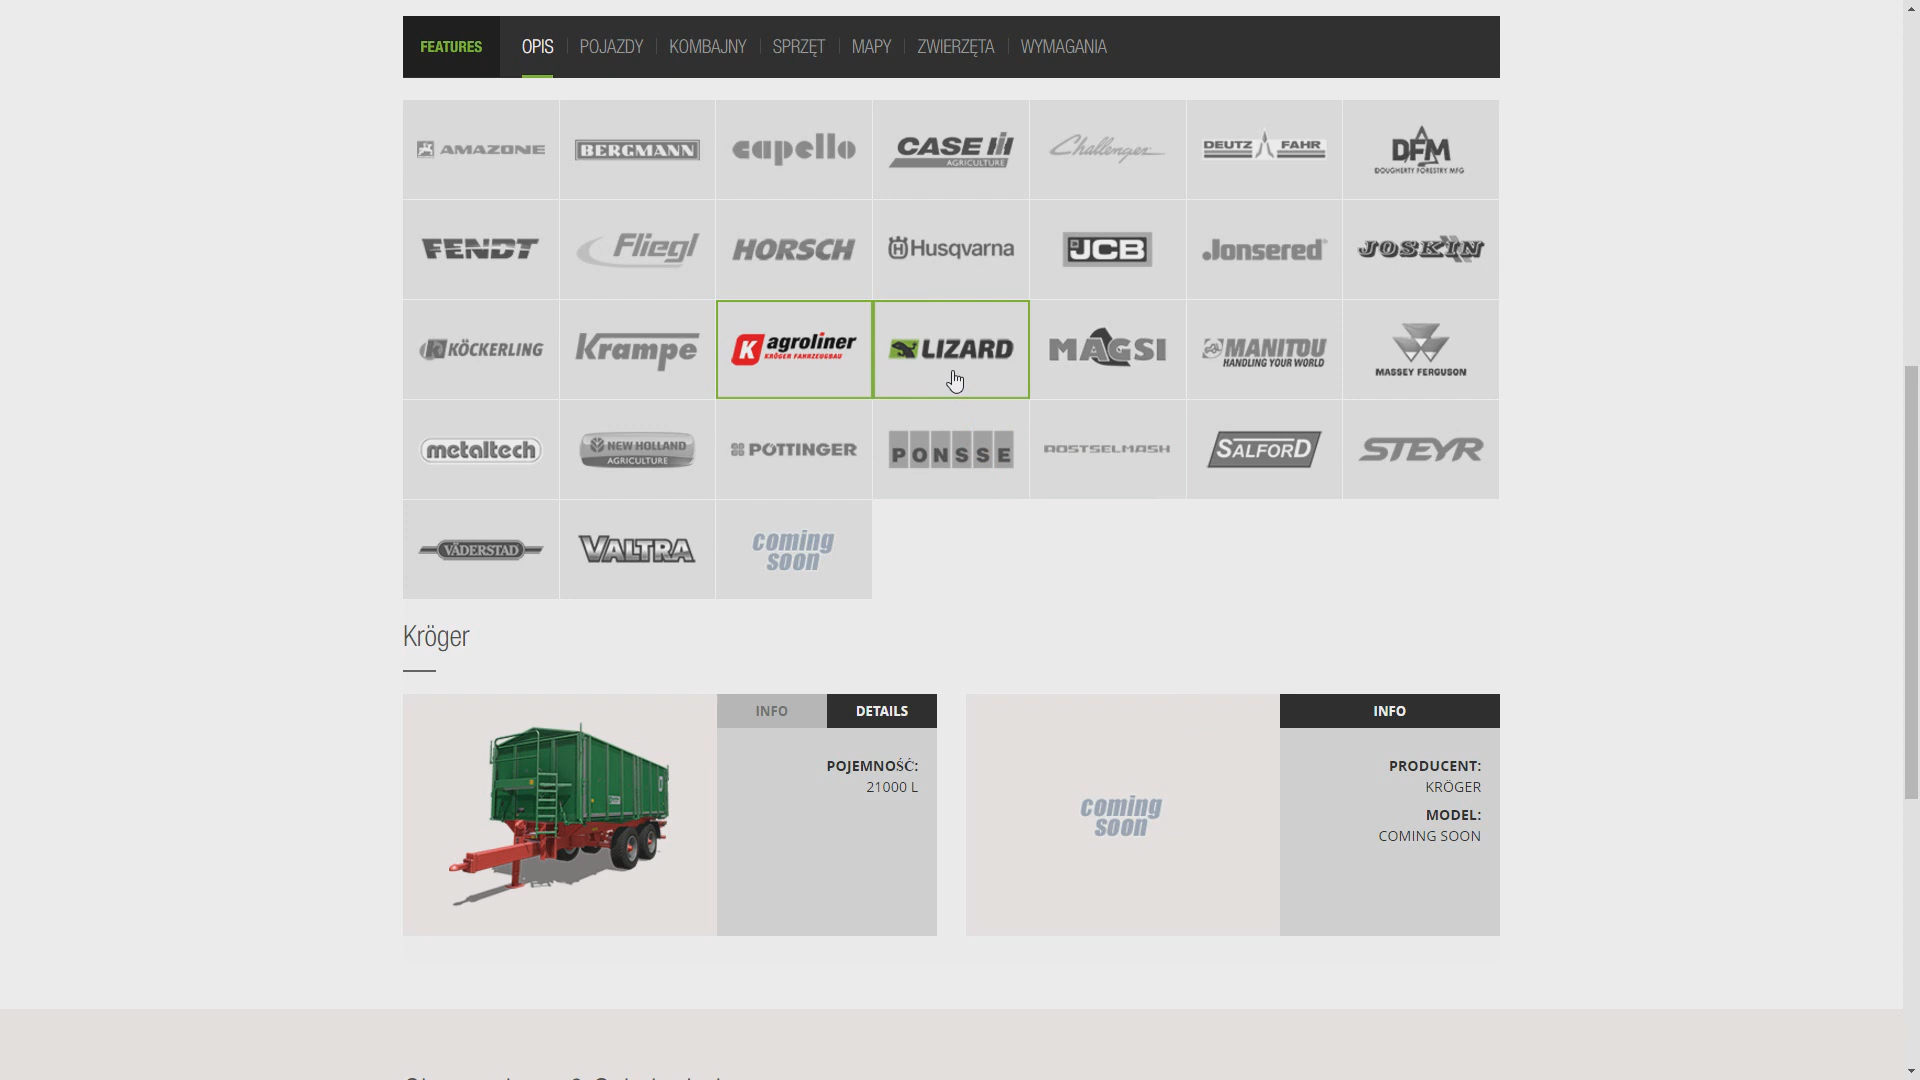 FEATURES OPIS POJAZDY KOMBAJNY SPRZĘT MAPY ZWIERZĘTA WYMAGANIA
AMAZONE
BERGMANN
capello
CASE IH
AGRICULTURE
Challenger
DEUTZ FAHR
DFM
DOUGHERTY FORESTRY MFG
FENDT
Fliegl
HORSCH
Husqvarna
JCB
Jonsered
JOSKIN
KÖCKERLING
Krampe
K agroliner
KRÖGER FAHRZEUGBAU
LIZARD
MAGSI
MANITOU
HANDLING YOUR WORLD
MASSEY FERGUSON
metaltech
NEW HOLLAND
AGRICULTURE
PÖTTINGER
PONSSE
ROSTSELMASH
SALFORD
STEYR
VÄDERSTAD
VALTRA
coming
soon
Kröger
INFO DETAILS
POJEMNOŚĆ:
21000 L
coming
soon
INFO
PRODUCENT:
KRÖGER
MODEL:
COMING SOON